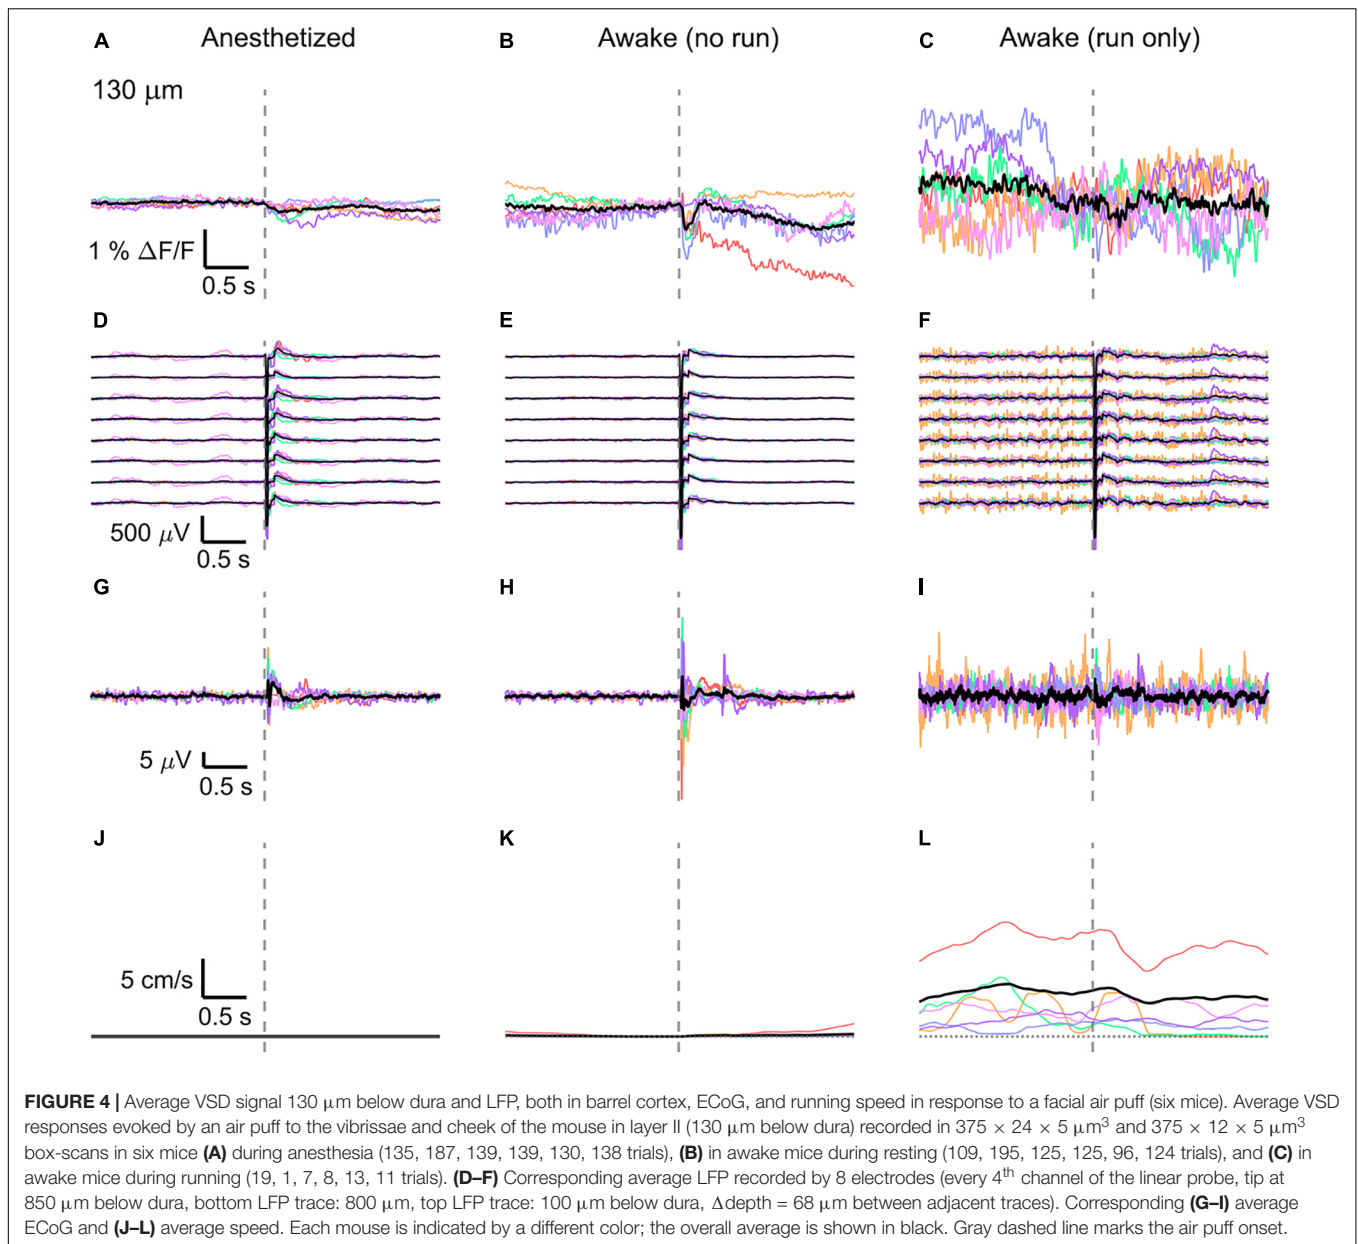 A Anesthetized
B Awake (no run)
C Awake (run only)
130 μm
1 % ΔF/F
0.5 s
D
E
F
500 μV
0.5 s
G
H
I
5 μV
0.5 s
J
K
L
5 cm/s
0.5 s
FIGURE 4 | Average VSD signal 130 μm below dura and LFP, both in barrel cortex, ECoG, and running speed in response to a facial air puff (six mice). Average VSD
responses evoked by an air puff to the vibrissae and cheek of the mouse in layer II (130 μm below dura) recorded in 375 × 24 × 5 μm³ and 375 × 12 × 5 μm³
box-scans in six mice (A) during anesthesia (135, 187, 139, 139, 130, 138 trials), (B) in awake mice during resting (109, 195, 125, 125, 96, 124 trials), and (C) in
awake mice during running (19, 1, 7, 8, 13, 11 trials). (D–F) Corresponding average LFP recorded by 8 electrodes (every 4th channel of the linear probe, tip at
850 μm below dura, bottom LFP trace: 800 μm, top LFP trace: 100 μm below dura, Δdepth = 68 μm between adjacent traces). Corresponding (G–I) average
ECoG and (J–L) average speed. Each mouse is indicated by a different color; the overall average is shown in black. Gray dashed line marks the air puff onset.